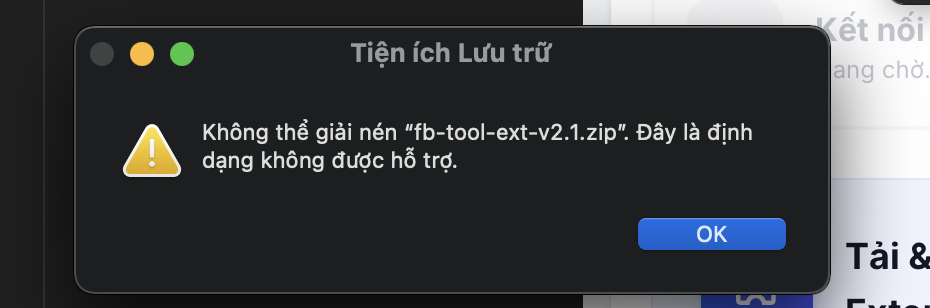 Tiện ích Lưu trữ
Kết nối
ang chờ.
Không thể giải nén “fb-tool-ext-v2.1.zip”. Đây là định
dạng không được hỗ trợ.
OK
Tải &